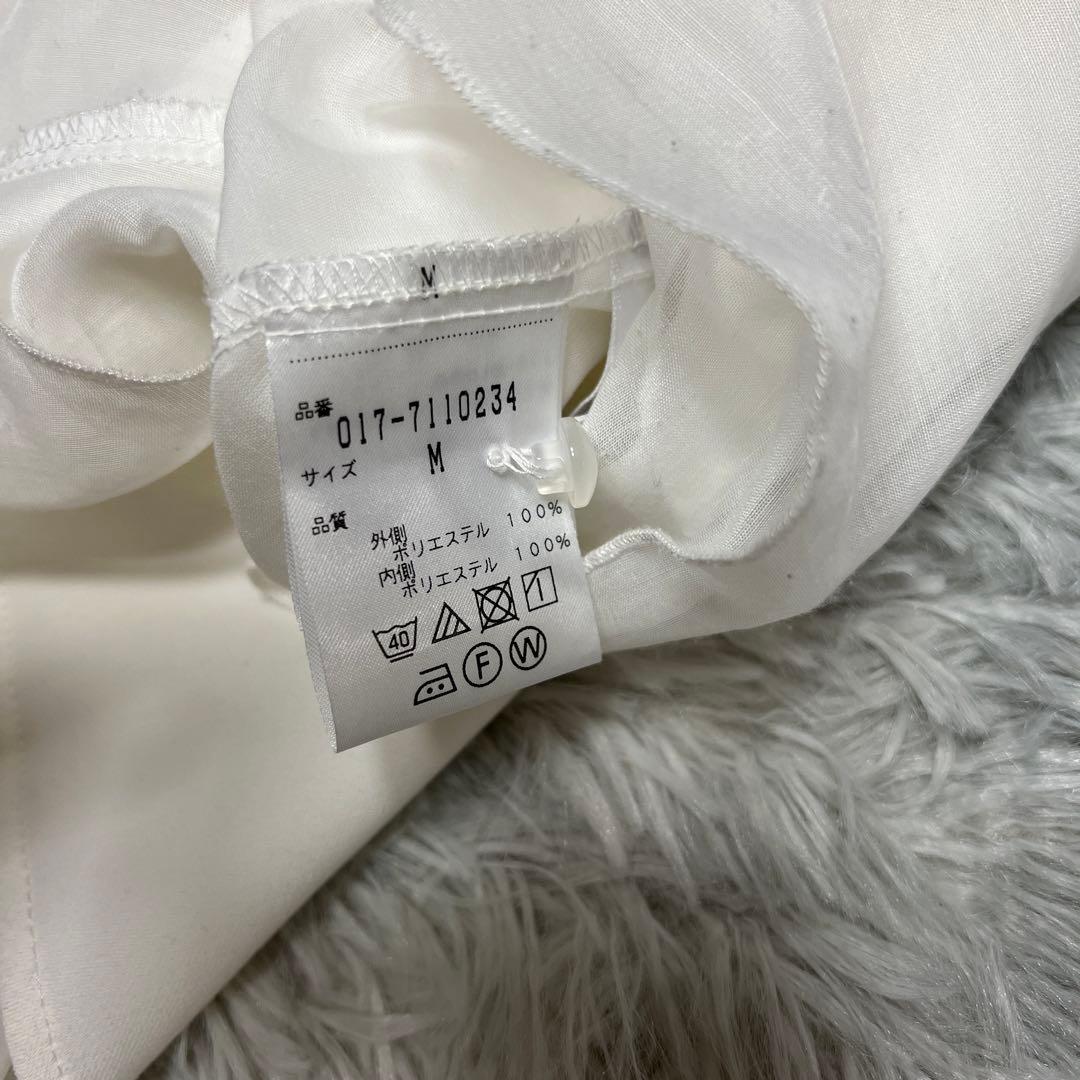 M
品番
017-7110234
サイズ M
品質
外側
ポリエステル 100%
内側
ポリエステル 100%
40
F W